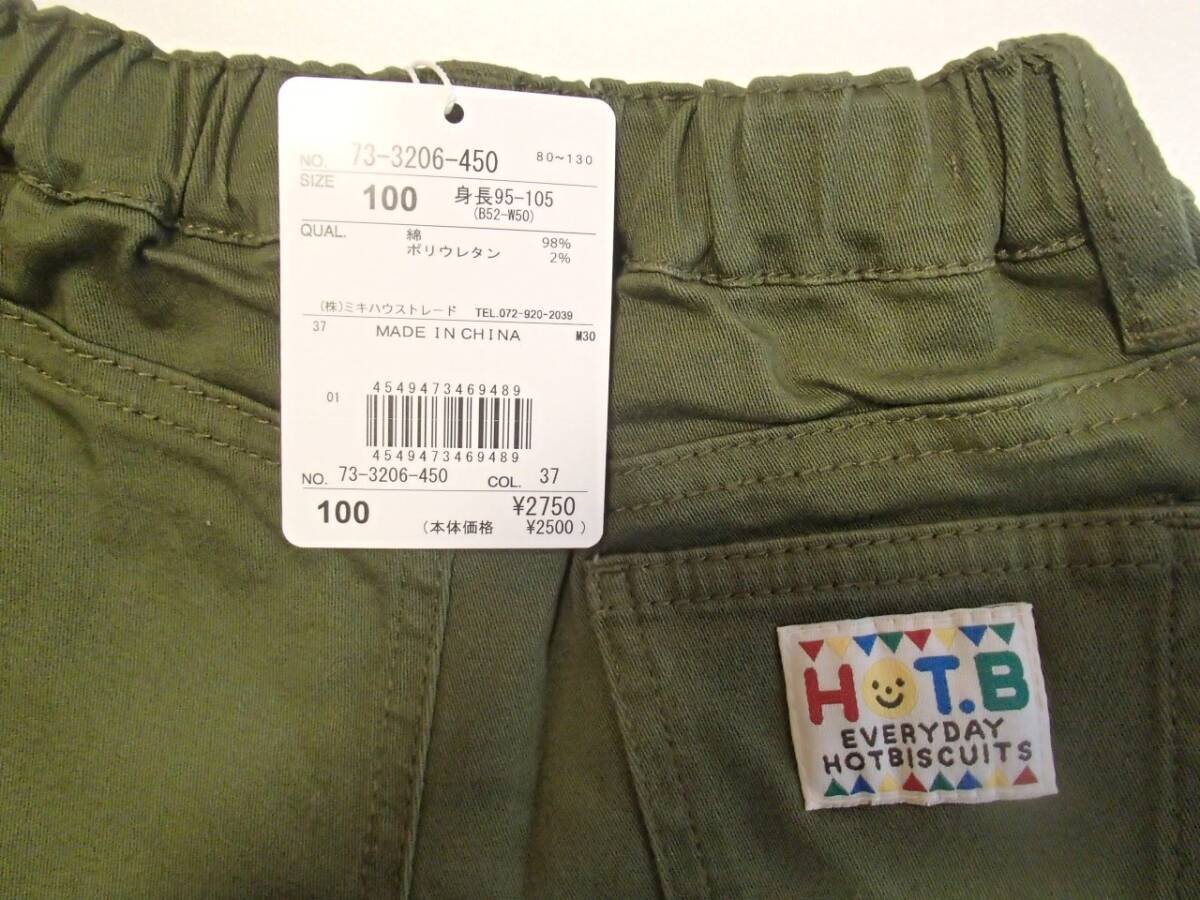 NO. 73-3206-450 80~130
SIZE 100 身長95-105
(B52-W50)
QUAL. 綿 98%
ポリウレタン 2%
(株)ミキハウストレード TEL.072-920-2039
37 MADE IN CHINA M30
4549473469489
01
4549473469489
NO. 73-3206-450 COL. 37
100 ¥2750
(本体価格 ¥2500)
HOT.B
EVERYDAY
HOTBISCUITS